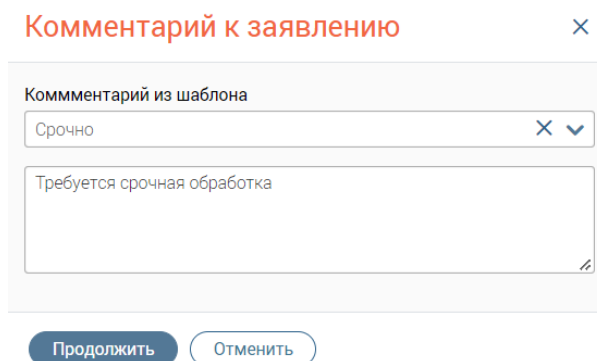 Комментарий к заявлению
Коммментарий из шаблона
Срочно
Требуется срочная обработка
Продолжить
Отменить